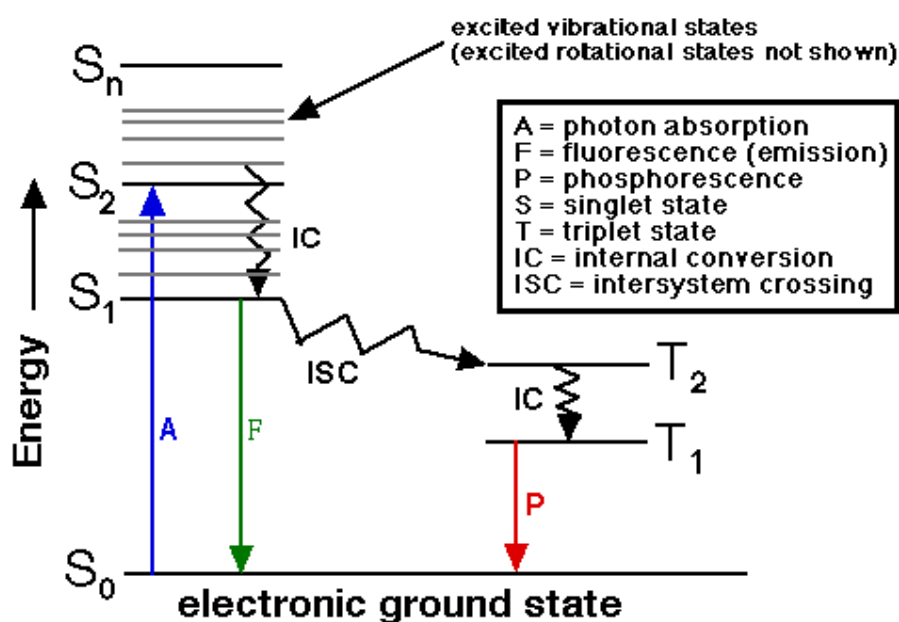 excited vibrational states
(excited rotational states not shown)
Sn
A = photon absorption
F = fluorescence (emission)
P = phosphorescence
S = singlet state
T = triplet state
IC = internal conversion
ISC = intersystem crossing
S2
IC
S1
ISC
T2
IC
T1
Energy
A
F
P
S0
electronic ground state